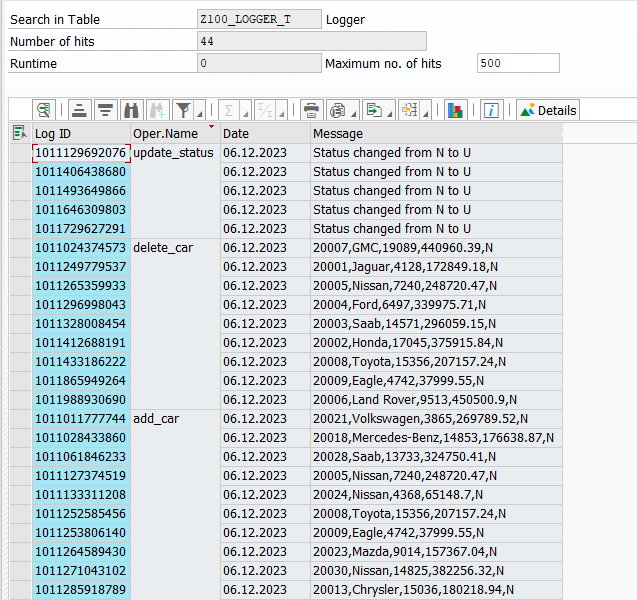 Search in Table Z100_LOGGER_T Logger
Number of hits 44
Runtime 0 Maximum no. of hits 500
Details
Log ID Oper.Name Date Message
1011129692076 update_status 06.12.2023 Status changed from N to U
1011406438680 06.12.2023 Status changed from N to U
1011493649866 06.12.2023 Status changed from N to U
1011646309803 06.12.2023 Status changed from N to U
1011729627291 06.12.2023 Status changed from N to U
1011024374573 delete_car 06.12.2023 20007,GMC,19089,440960.39,N
1011249779537 06.12.2023 20001,Jaguar,4128,172849.18,N
1011265359933 06.12.2023 20005,Nissan,7240,248720.47,N
1011296998043 06.12.2023 20004,Ford,6497,339975.71,N
1011328008454 06.12.2023 20003,Saab,14571,296059.15,N
1011412688191 06.12.2023 20002,Honda,17045,375915.84,N
1011433186222 06.12.2023 20008,Toyota,15356,207157.24,N
1011865949264 06.12.2023 20009,Eagle,4742,37999.55,N
1011988930690 06.12.2023 20006,Land Rover,9513,450500.9,N
1011011777744 add_car 06.12.2023 20021,Volkswagen,3865,269789.52,N
1011028433860 06.12.2023 20018,Mercedes-Benz,14853,176638.87,N
1011061846233 06.12.2023 20028,Saab,13733,324750.41,N
1011127374519 06.12.2023 20005,Nissan,7240,248720.47,N
1011133311208 06.12.2023 20024,Nissan,4368,65148.7,N
1011252585456 06.12.2023 20008,Toyota,15356,207157.24,N
1011253806140 06.12.2023 20009,Eagle,4742,37999.55,N
1011264589430 06.12.2023 20023,Mazda,9014,157367.04,N
1011271043102 06.12.2023 20030,Nissan,14825,382256.32,N
1011285918789 06.12.2023 20013,Chrysler,15036,180218.94,N